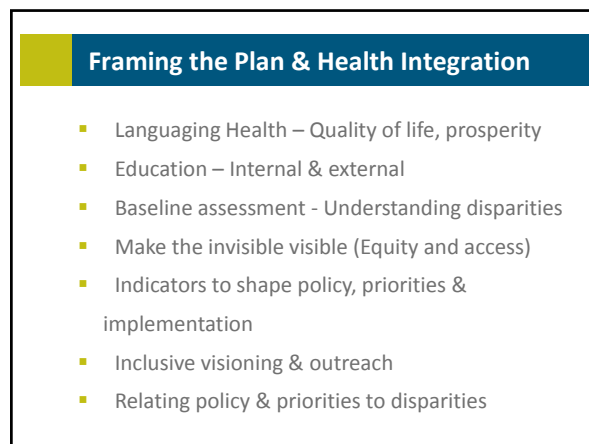 Framing the Plan & Health Integration
▪ Languaging Health – Quality of life, prosperity
▪ Education – Internal & external
▪ Baseline assessment - Understanding disparities
▪ Make the invisible visible (Equity and access)
▪ Indicators to shape policy, priorities &
implementation
▪ Inclusive visioning & outreach
▪ Relating policy & priorities to disparities